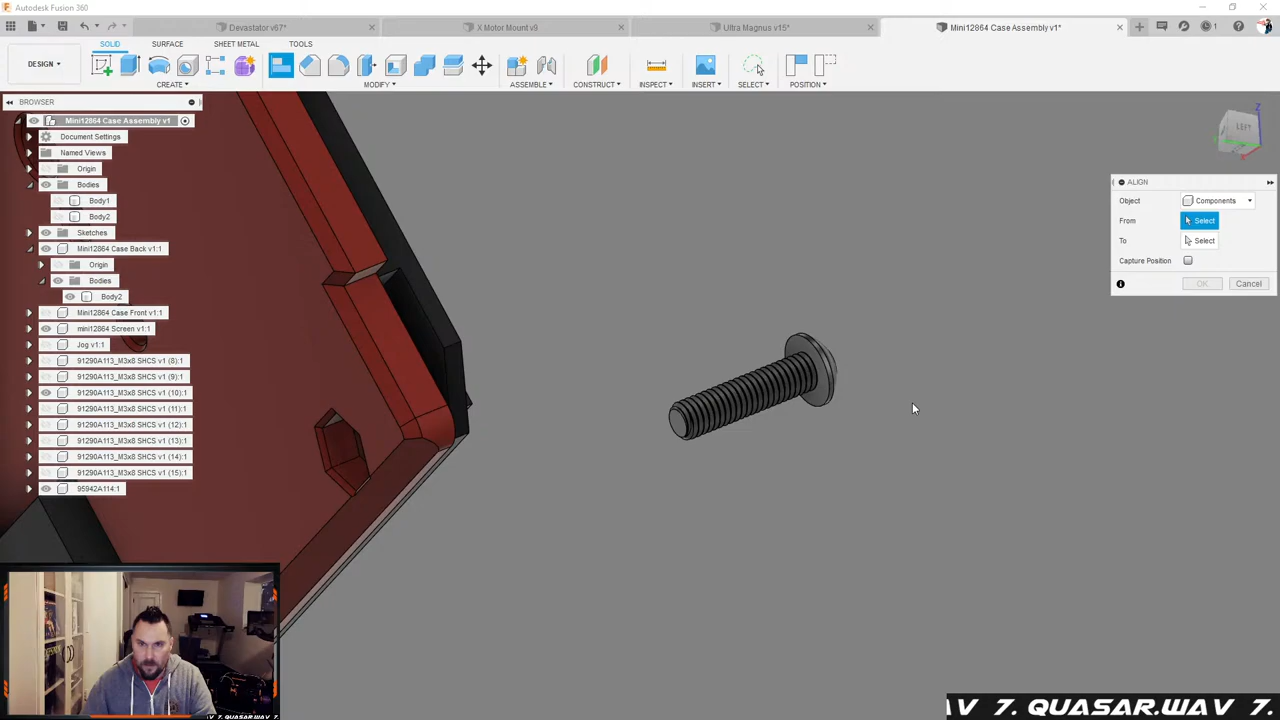 Autodesk Fusion 360
Devastator v67*
X Motor Mount v9
Ultra Magnus v15*
Mini12864 Case Assembly v1*
1
SOLID
SURFACE
SHEET METAL
TOOLS
DESIGN
CREATE
MODIFY
ASSEMBLE
CONSTRUCT
INSPECT
INSERT
SELECT
POSITION
BROWSER
Mini12864 Case Assembly v1
Document Settings
Named Views
Origin
Bodies
Body1
Body2
Sketches
Mini12864 Case Back v1:1
Origin
Bodies
Body2
Mini12864 Case Front v1:1
mini12864 Screen v1:1
Jog v1:1
91290A113_M3x8 SHCS v1 (8):1
91290A113_M3x8 SHCS v1 (9):1
91290A113_M3x8 SHCS v1 (10):1
91290A113_M3x8 SHCS v1 (11):1
91290A113_M3x8 SHCS v1 (12):1
91290A113_M3x8 SHCS v1 (13):1
91290A113_M3x8 SHCS v1 (14):1
91290A113_M3x8 SHCS v1 (15):1
95942A114:1
LEFT
Z
ALIGN
Object
Components
From
Select
To
Select
Capture Position
OK
Cancel
AV 7. QUASAR.WAV 7.